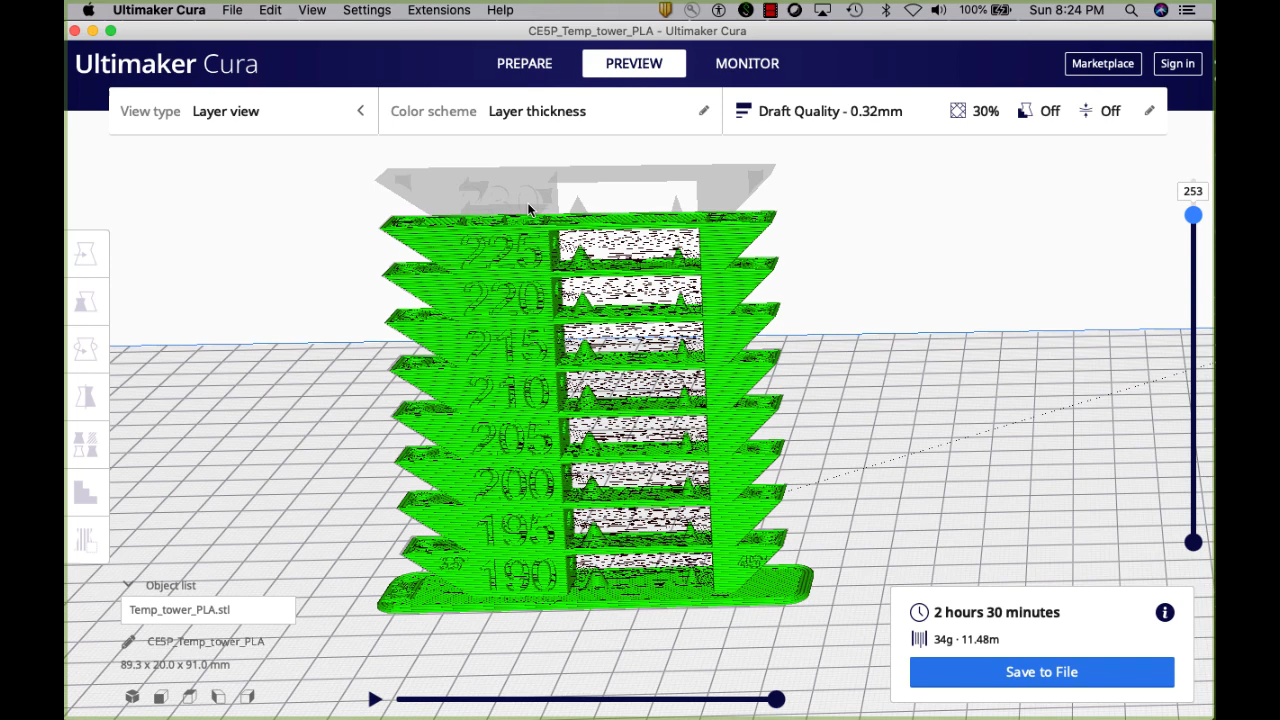 Ultimaker Cura File Edit View Settings Extensions Help 100% Sun 8:24 PM
CE5P_Temp_tower_PLA - Ultimaker Cura
Ultimaker Cura PREPARE PREVIEW MONITOR Marketplace Sign in
View type Layer view Color scheme Layer thickness Draft Quality - 0.32mm 30% Off Off
253
225
220
215
210
205
200
195
190
Object list
Temp_tower_PLA.stl
CE5P_Temp_tower_PLA
89.3 x 20.0 x 91.0 mm
2 hours 30 minutes
34g · 11.48m
Save to File